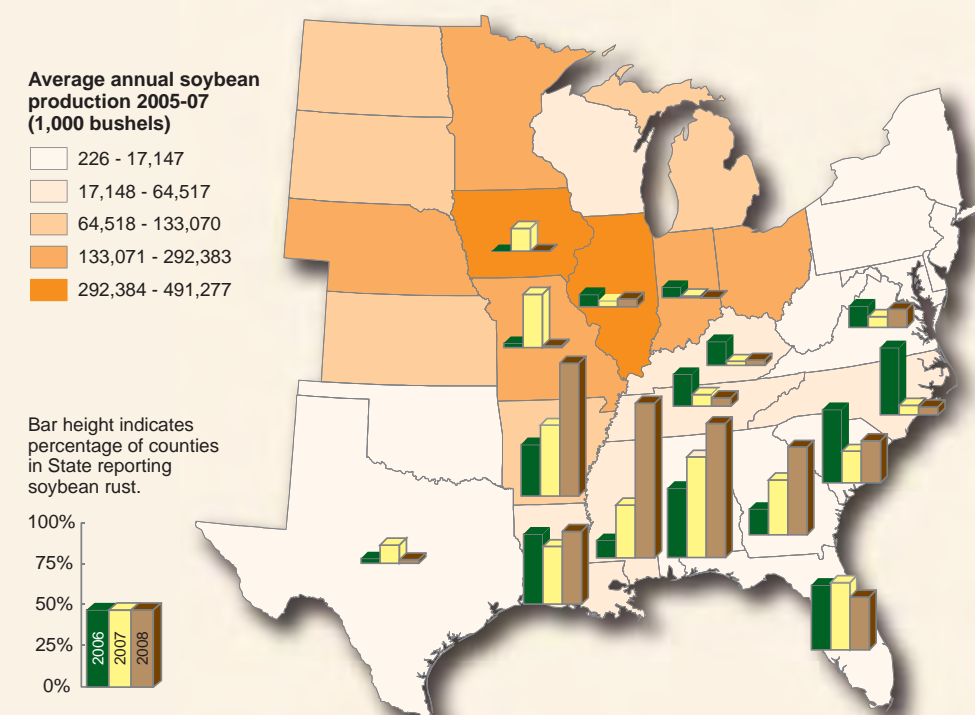 Average annual soybean
production 2005-07
(1,000 bushels)
226 - 17,147
17,148 - 64,517
64,518 - 133,070
133,071 - 292,383
292,384 - 491,277
Bar height indicates
percentage of counties
in State reporting
soybean rust.
100%
75%
50%
25%
0%
2006
2007
2008